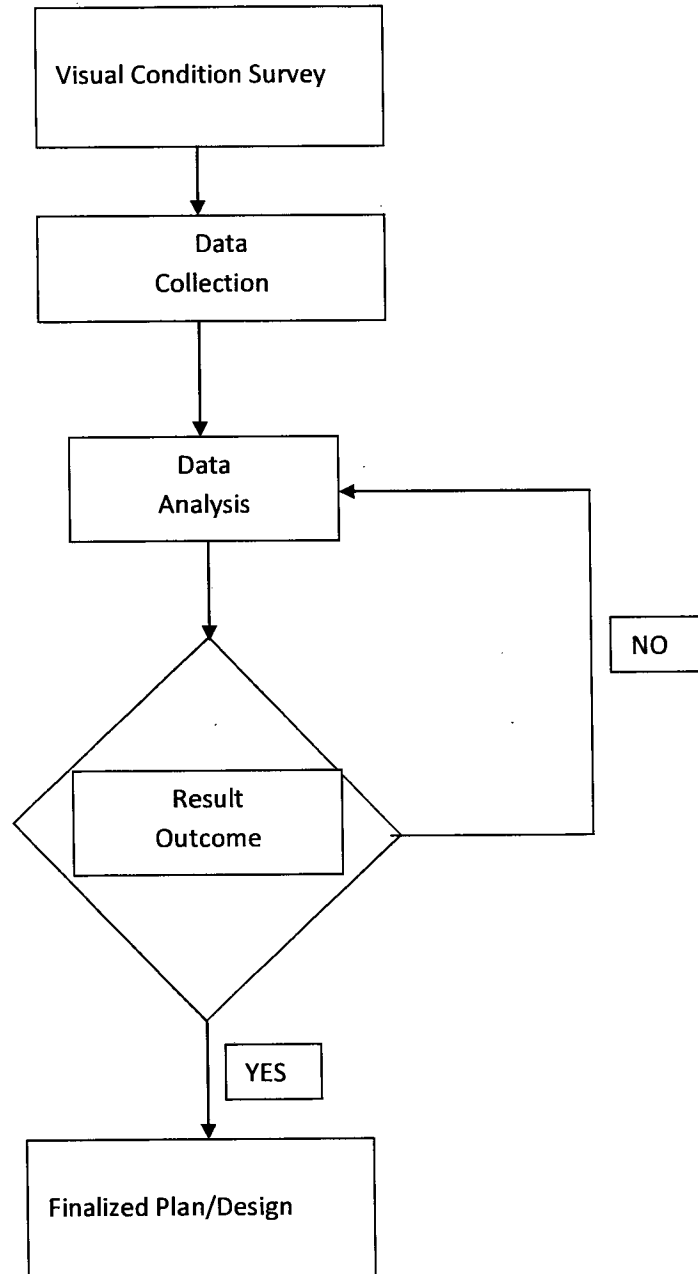 Visual Condition Survey
Data
Collection
Data
Analysis
NO
Result
Outcome
YES
Finalized Plan/Design